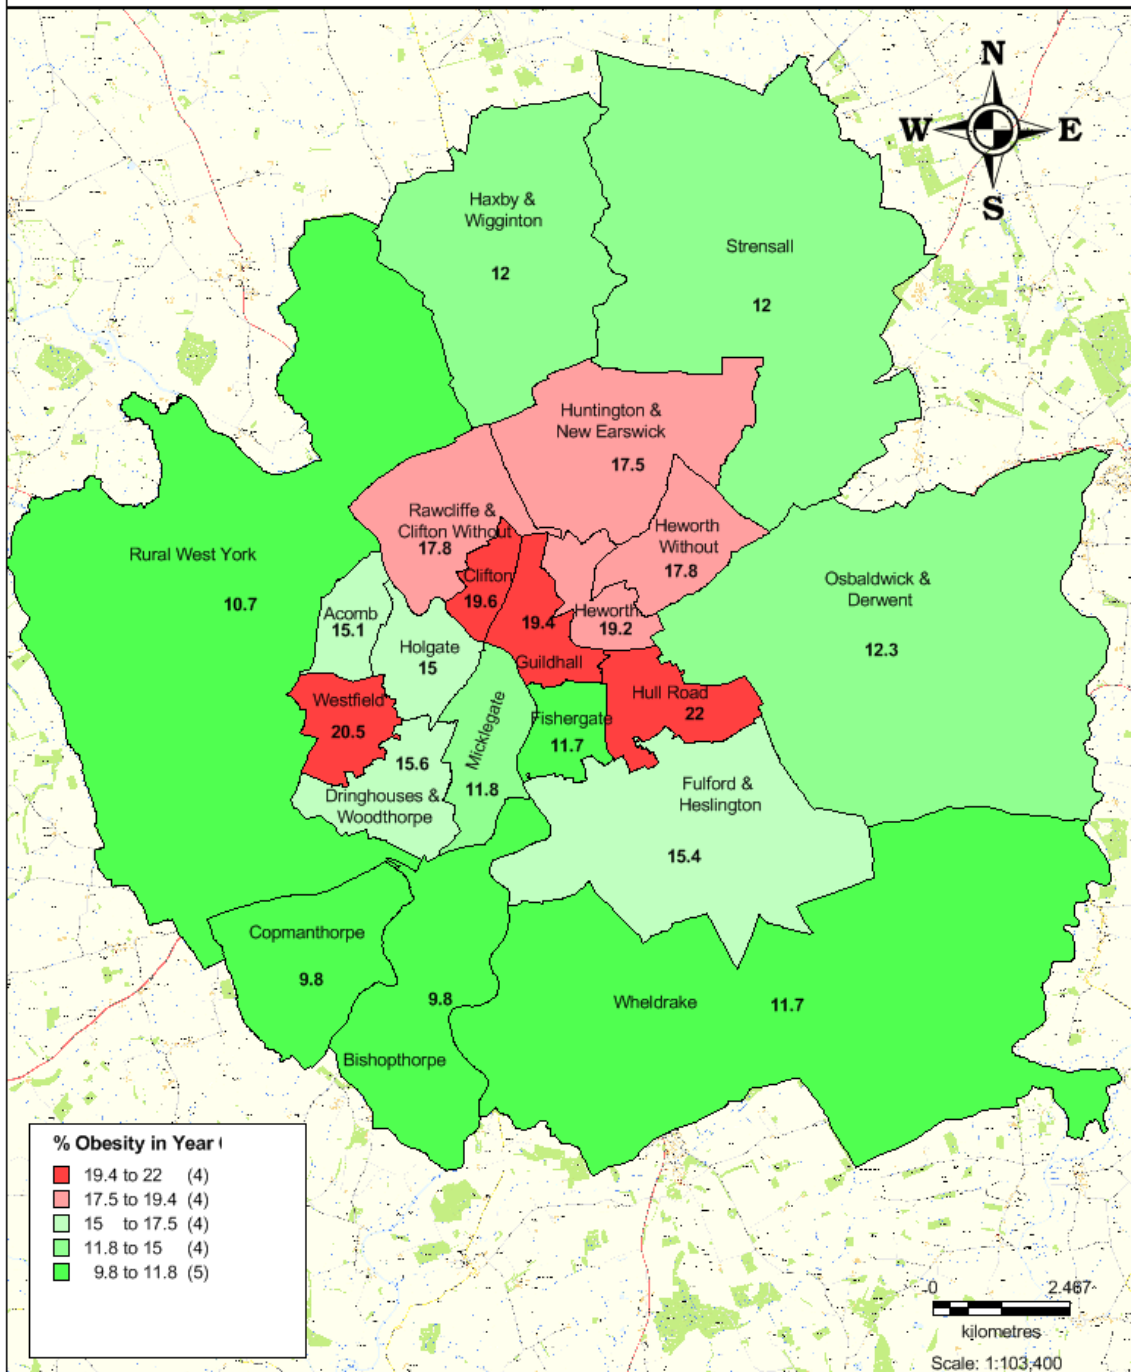 N
W
E
S
Haxby &
Wigginton
12
Strensall
12
Huntington &
New Earswick
17.5
Rawcliffe &
Clifton Without
17.8
Heworth
Without
17.8
Rural West York
10.7
Clifton
19.6
19.4
Guildhall
Heworth
19.2
Osbaldwick &
Derwent
12.3
Acomb
15.1
Holgate
15
Westfield
20.5
Micklegate
11.8
Fishergate
11.7
Hull Road
22
15.6
Dringhouses &
Woodthorpe
Fulford &
Heslington
15.4
Copmanthorpe
9.8
9.8
Bishopthorpe
Wheldrake
11.7
% Obesity in Year
19.4 to 22 (4)
17.5 to 19.4 (4)
15 to 17.5 (4)
11.8 to 15 (4)
9.8 to 11.8 (5)
0
2.467
kilometres
Scale: 1:103,400